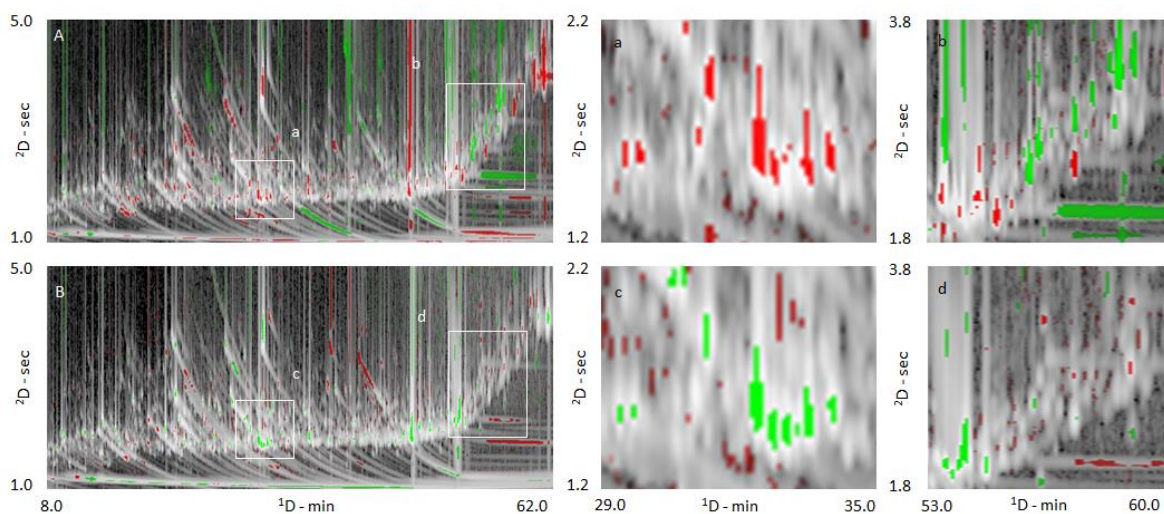 5.0
A
b
a
²D - sec
1.0
2.2
a
²D - sec
1.2
3.8
b
²D - sec
1.8
5.0
B
d
c
²D - sec
1.0
8.0
¹D - min
62.0
2.2
c
²D - sec
1.2
29.0
¹D - min
35.0
3.8
d
²D - sec
1.8
53.0
¹D - min
60.0